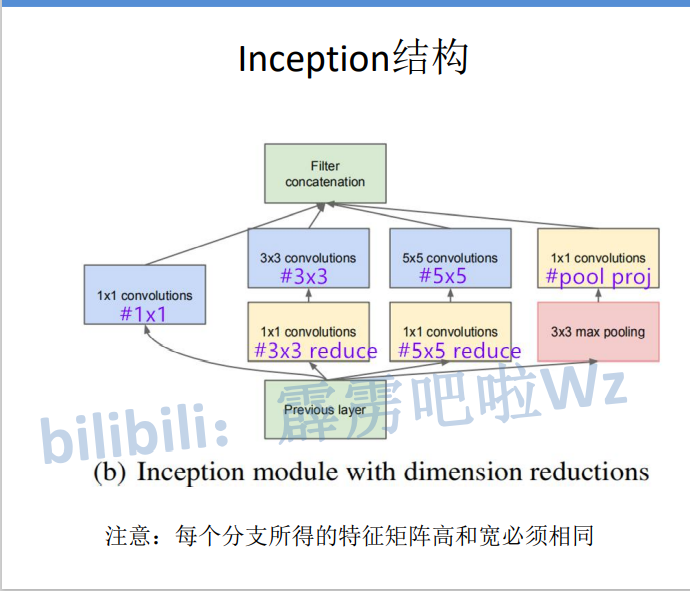 Inception结构
Filter
concatenation
3x3 convolutions
#3x3
5x5 convolutions
#5x5
1x1 convolutions
#pool proj
1x1 convolutions
#1x1
1x1 convolutions
#3x3 reduce
1x1 convolutions
#5x5 reduce
3x3 max pooling
Previous layer
bilibili：霹雳吧啦Wz
(b) Inception module with dimension reductions
注意：每个分支所得的特征矩阵高和宽必须相同